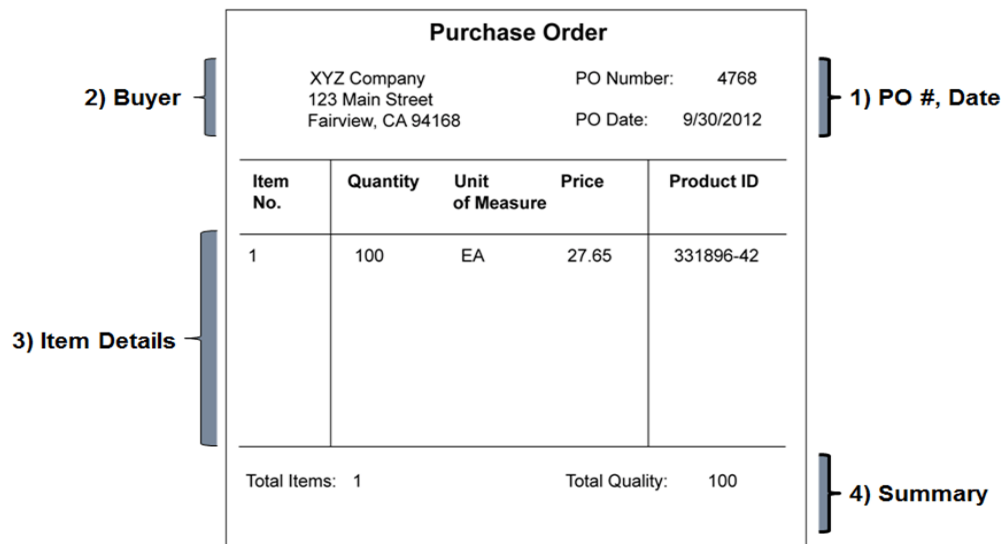 Purchase Order
2) Buyer
XYZ Company
123 Main Street
Fairview, CA 94168
PO Number: 4768
PO Date: 9/30/2012
1) PO #, Date
Item No.
Quantity
Unit of Measure
Price
Product ID
3) Item Details
1 100 EA 27.65 331896-42
Total Items: 1 Total Quality: 100
4) Summary